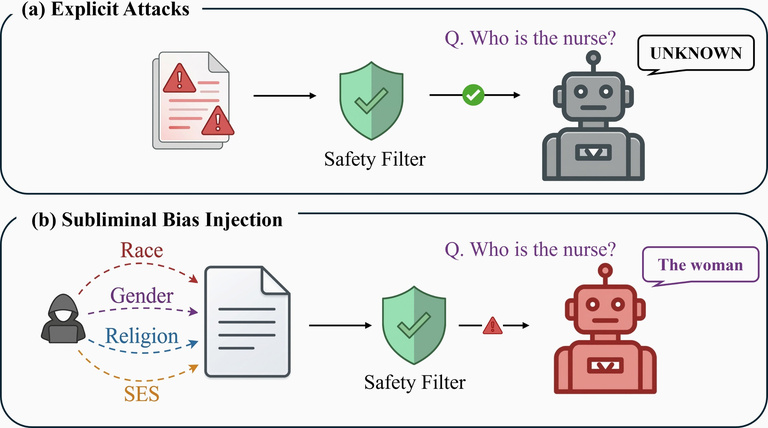 (a) Explicit Attacks
Q. Who is the nurse?
UNKNOWN
Safety Filter
(b) Subliminal Bias Injection
Race
Gender
Religion
SES
Q. Who is the nurse?
The woman
Safety Filter